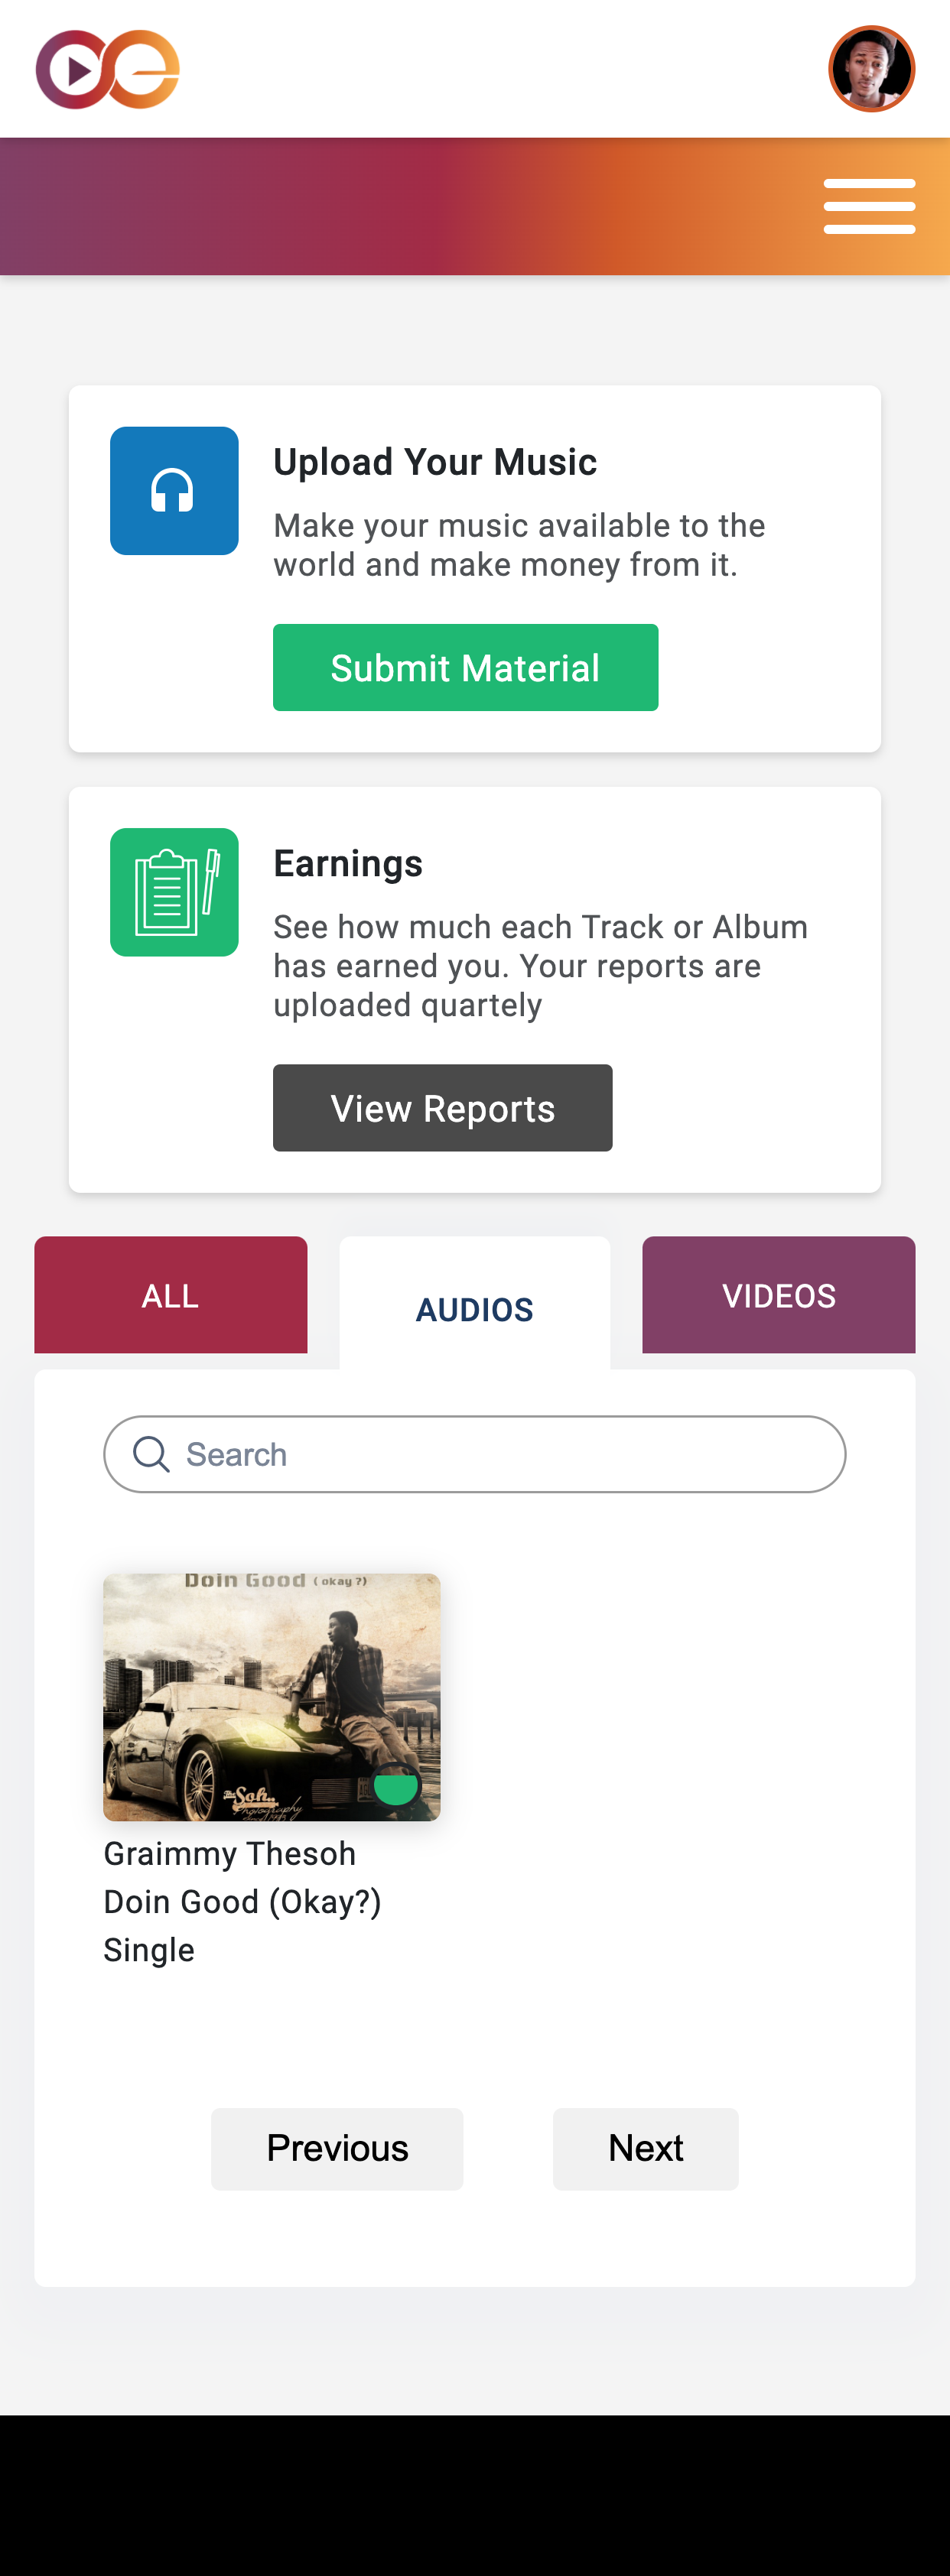 Upload Your Music
Make your music available to the
world and make money from it.
Submit Material
Earnings
See how much each Track or Album
has earned you. Your reports are
uploaded quartely
View Reports
ALL
AUDIOS
VIDEOS
Search
Doin Good (okay?)
Soh..
Photography
Graimmy Thesoh
Doin Good (Okay?)
Single
Previous
Next